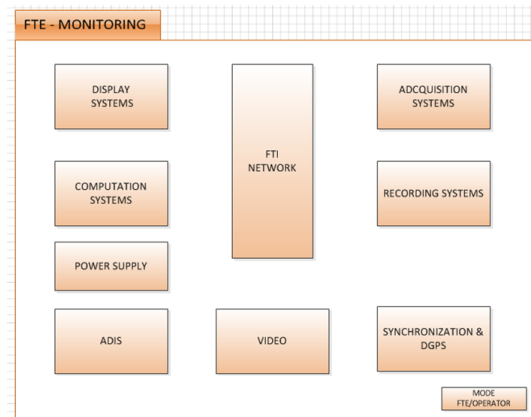 FTE - MONITORING
DISPLAY
SYSTEMS
FTI
NETWORK
ADCQUISITION
SYSTEMS
COMPUTATION
SYSTEMS
RECORDING SYSTEMS
POWER SUPPLY
ADIS
VIDEO
SYNCHRONIZATION &
DGPS
MODE
FTE/OPERATOR